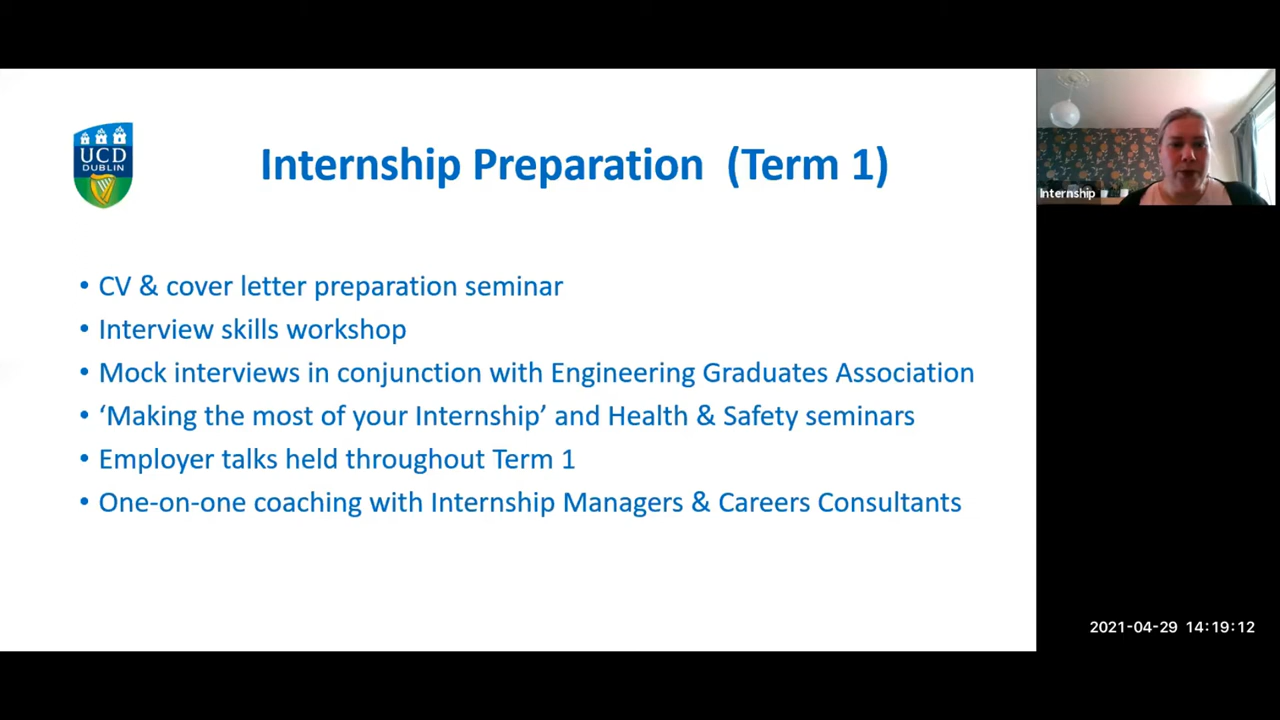 UCD
DUBLIN
Internship Preparation (Term 1)
Internship
• CV & cover letter preparation seminar
• Interview skills workshop
• Mock interviews in conjunction with Engineering Graduates Association
• ‘Making the most of your Internship’ and Health & Safety seminars
• Employer talks held throughout Term 1
• One-on-one coaching with Internship Managers & Careers Consultants
2021-04-29 14:19:12